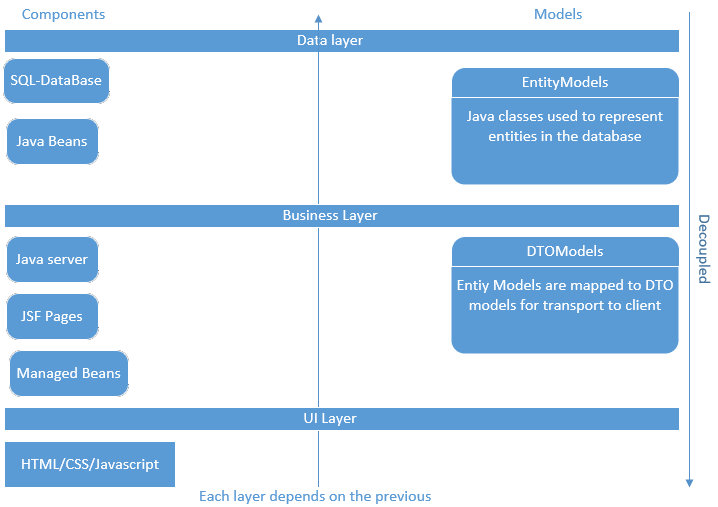 Components
Models
Data layer
SQL-DataBase
Java Beans
EntityModels
Java classes used to represent
entities in the database
Business Layer
Decoupled
Java server
JSF Pages
Managed Beans
DTOModels
Entiy Models are mapped to DTO
models for transport to client
UI Layer
HTML/CSS/Javascript
Each layer depends on the previous